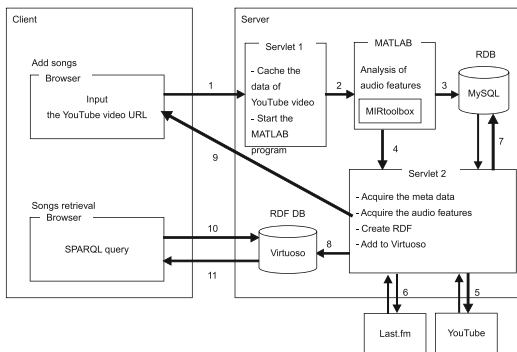 Client
Server
Add songs
Browser
Input
the YouTube video URL
1
Servlet 1
- Cache the
data of
YouTube video
- Start the
MATLAB
program
2
MATLAB
Analysis of
audio features
MIRtoolbox
3
RDB
MySQL
4
7
9
Servlet 2
- Acquire the meta data
- Acquire the audio features
- Create RDF
- Add to Virtuoso
Songs retrieval
Browser
SPARQL query
10
11
RDF DB
Virtuoso
8
6
5
Last.fm
YouTube